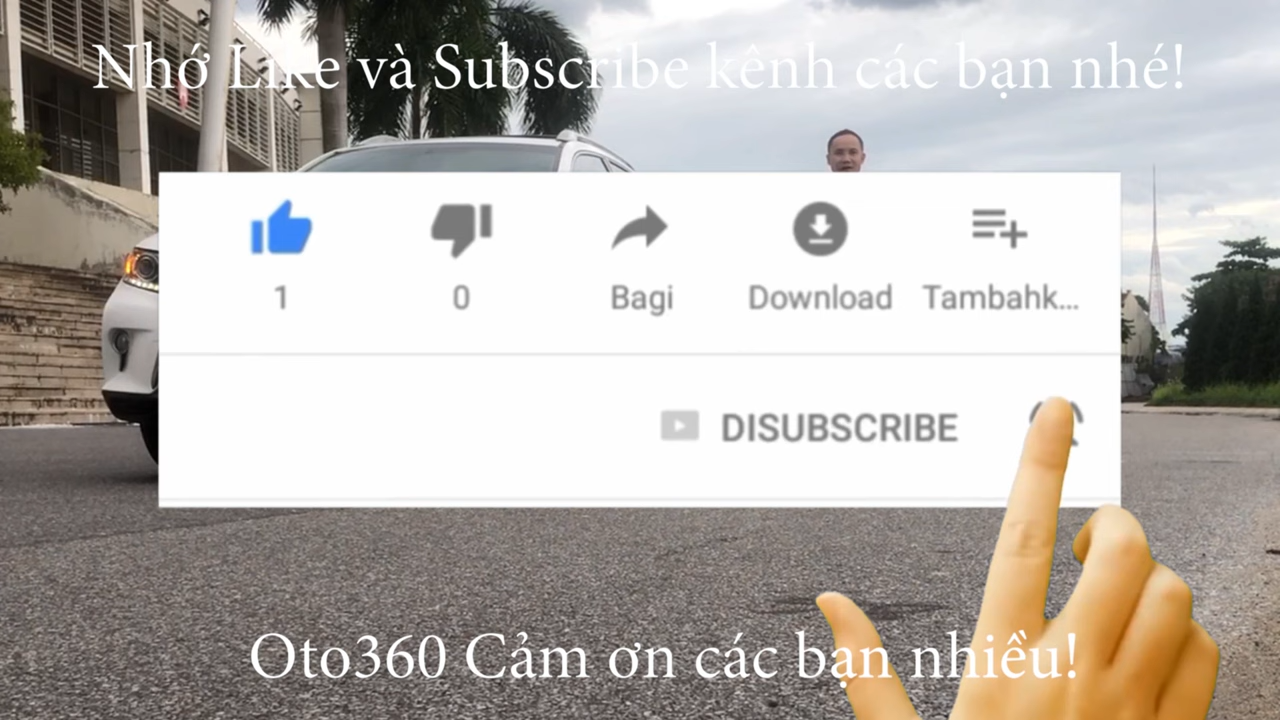 Nhớ Like và Subscribe kênh các bạn nhé!
1 0 Bagi Download Tambahk...
DISUBSCRIBE
Oto360 Cảm ơn các bạn nhiều!